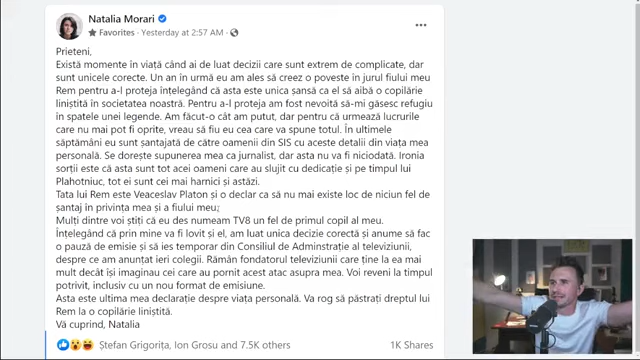 Natalia Morari
Favorites · Yesterday at 2:57 AM ·
Prieteni,
Există momente în viață când ai de luat decizii care sunt extrem de complicate, dar
sunt unicele corecte. Un an în urmă eu am ales să creez o poveste în jurul fiului meu
Rem pentru a-l proteja înțelegând că asta este unica șansă ca el să aibă o copilărie
liniștită în societatea noastră. Pentru a-l proteja am fost nevoită să-mi găsesc refugiu
în spatele unei legende. Am făcut-o cât am putut, dar pentru că urmează lucrurile
care nu mai pot fi oprite, vreau să fiu eu cea care va spune totul. În ultimele
săptămâni eu sunt șantajată de către oamenii din SIS cu aceste detalii din viața mea
personală. Se dorește supunerea mea ca jurnalist, dar asta nu va fi niciodată. Ironia
sorții este că asta sunt tot acei oameni care au slujit cu dedicație și pe timpul lui
Plahotniuc, tot ei sunt cei mai harnici și astăzi.
Tata lui Rem este Veaceslav Platon și o declar ca să nu mai existe loc de niciun fel de
șantaj în privința mea și a fiului meu;
Mulți dintre voi știți că eu des numeam TV8 un fel de primul copil al meu.
Înțelegând că prin mine va fi lovit și el, am luat unica decizie corectă și anume să fac
o pauză de emisie și să ies temporar din Consiliul de Adminstrație al televiziunii,
despre ce am anunțat ieri colegii. Rămân fondatorul televiziunii care ține la ea mai
mult decât își imaginau cei care au pornit acest atac asupra mea. Voi reveni la timpul
potrivit, inclusiv cu un nou format de emisiune.
Asta este ultima mea declarație despre viața personală. Va rog să păstrați dreptul lui
Rem la o copilărie liniștită.
Vă cuprind, Natalia
Ștefan Grigorița, Ion Grosu and 7.5K others
1K Shares